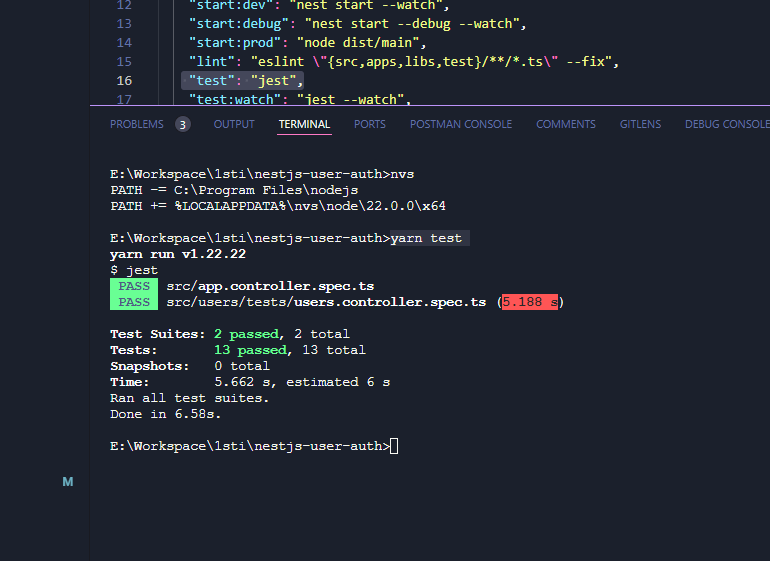 12 "start:dev": "nest start --watch",
13 "start:debug": "nest start --debug --watch",
14 "start:prod": "node dist/main",
15 "lint": "eslint \"{src,apps,libs,test}/**/*.ts\" --fix",
16 "test": "jest",
17 "test:watch": "jest --watch",
PROBLEMS 3 OUTPUT TERMINAL PORTS POSTMAN CONSOLE COMMENTS GITLENS DEBUG CONSOLE
E:\Workspace\1sti\nestjs-user-auth>nvs
PATH -= C:\Program Files\nodejs
PATH += %LOCALAPPDATA%\nvs\node\22.0.0\x64
E:\Workspace\1sti\nestjs-user-auth>yarn test
yarn run v1.22.22
$ jest
PASS src/app.controller.spec.ts
PASS src/users/tests/users.controller.spec.ts (5.188 s)
Test Suites: 2 passed, 2 total
Tests: 13 passed, 13 total
Snapshots: 0 total
Time: 5.662 s, estimated 6 s
Ran all test suites.
Done in 6.58s.
E:\Workspace\1sti\nestjs-user-auth>
M